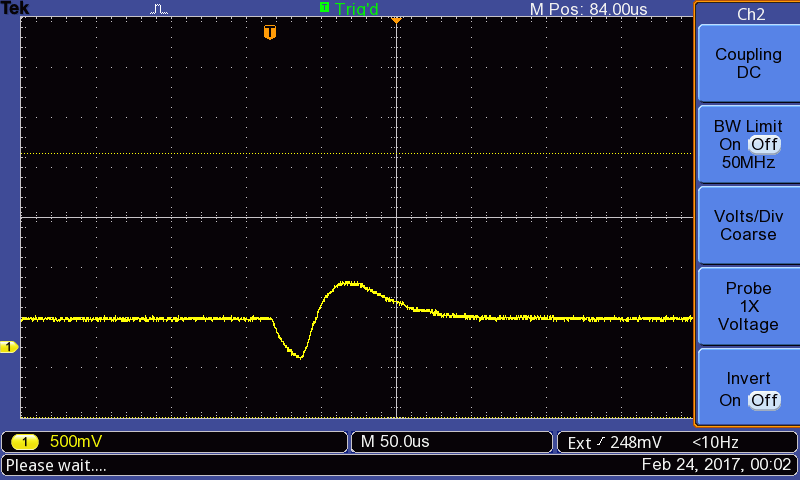 Tek
T Trig'd
M Pos: 84.00us
Ch2
T
Coupling
DC
BW Limit
On Off
50MHz
Volts/Div
Coarse
Probe
1X
Voltage
1
Invert
On Off
1 500mV
M 50.0us
Ext 248mV <10Hz
Please wait....
Feb 24, 2017, 00:02